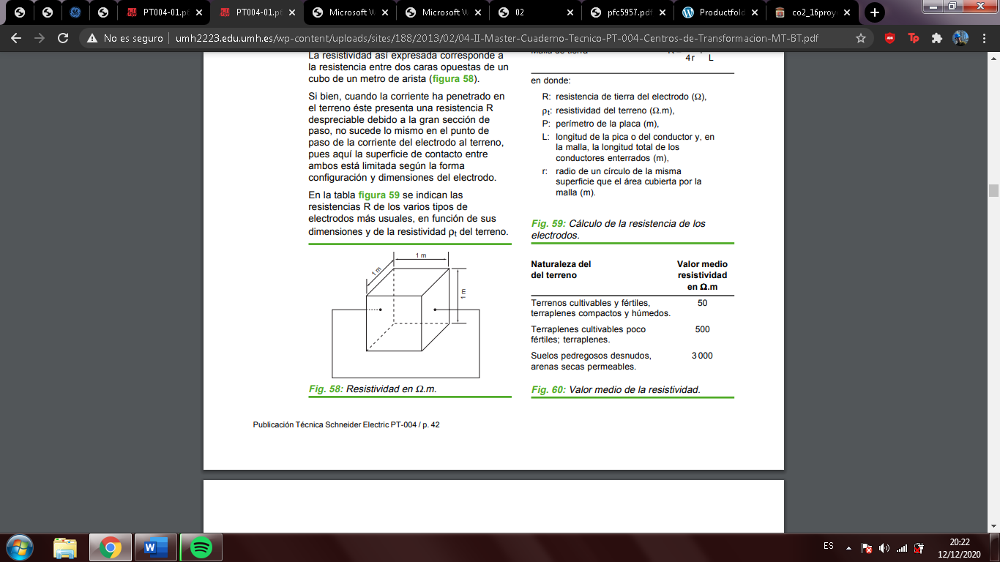 PT004-01.p
PT004-01.p
Microsoft W
Microsoft W
02
pfc5957.pdf
Productfold
co2_16proy
No es seguro
umh2223.edu.umh.es/wp-content/uploads/sites/188/2013/02/04-II-Master-Cuaderno-Tecnico-PT-004-Centros-de-Transformacion-MT-BT.pdf
La resistividad así expresada corresponde a
la resistencia entre dos caras opuestas de un
cubo de un metro de arista (figura 58).
Si bien, cuando la corriente ha penetrado en
el terreno éste presenta una resistencia R
despreciable debido a la gran sección de
paso, no sucede lo mismo en el punto de
paso de la corriente del electrodo al terreno,
pues aquí la superficie de contacto entre
ambos está limitada según la forma
configuración y dimensiones del electrodo.
En la tabla figura 59 se indican las
resistencias R de los varios tipos de
electrodos más usuales, en función de sus
dimensiones y de la resistividad ρt del terreno.
1 m
1 m
1 m
Fig. 58: Resistividad en Ω.m.
Malla de tierra
4 r L
en donde:
R: resistencia de tierra del electrodo (Ω),
ρt: resistividad del terreno (Ω.m),
P: perímetro de la placa (m),
L: longitud de la pica o del conductor y, en
la malla, la longitud total de los
conductores enterrados (m),
r: radio de un círculo de la misma
superficie que el área cubierta por la
malla (m).
Fig. 59: Cálculo de la resistencia de los
electrodos.
Naturaleza del Valor medio
del terreno resistividad
en Ω.m
Terrenos cultivables y fértiles, 50
terraplenes compactos y húmedos.
Terraplenes cultivables poco 500
fértiles; terraplenes.
Suelos pedregosos desnudos, 3 000
arenas secas permeables.
Fig. 60: Valor medio de la resistividad.
Publicación Técnica Schneider Electric PT-004 / p. 42
ES
20:22
12/12/2020